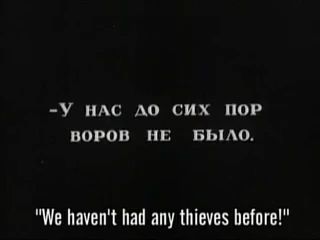 -У НАС ДО СИХ ПОР
ВОРОВ НЕ БЫЛО.
"We haven't had any thieves before!"